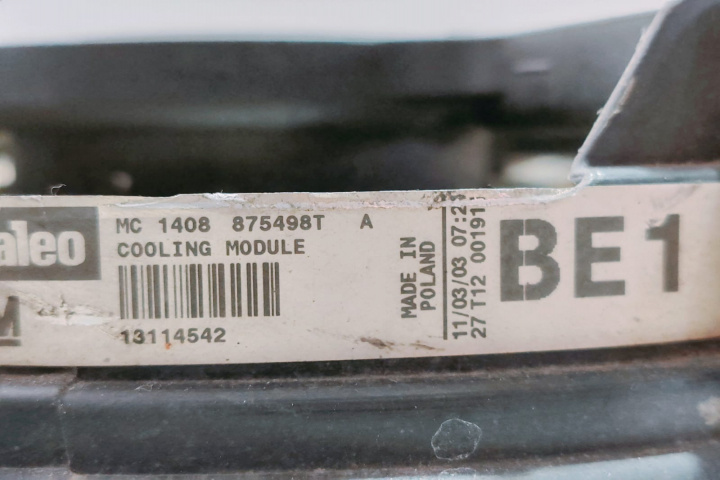 aleo
MC 1408 875498T A
COOLING MODULE
13114542
MADE IN
POLAND
11/03/03 07:2
27 T12 00191
BE1